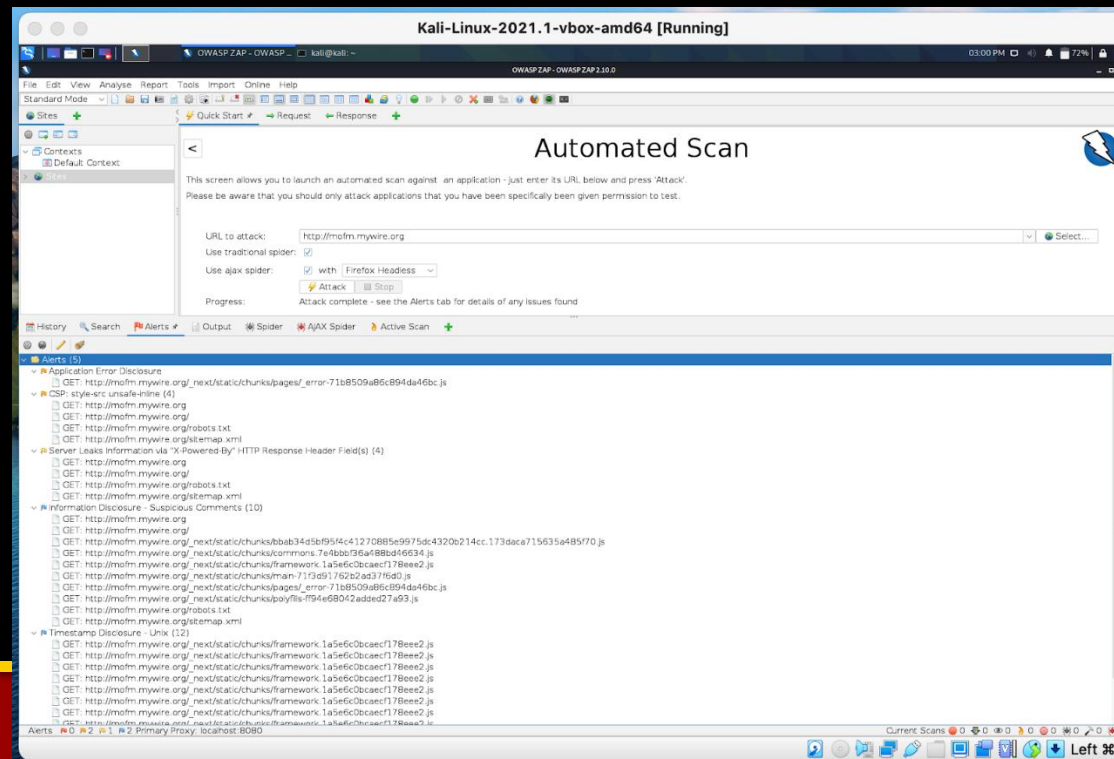 Kali-Linux-2021.1-vbox-amd64 [Running]
OWASP ZAP - OWASP... kali@kali: ~ 03:00 PM 72%
OWASP ZAP - OWASP ZAP 2.10.0
File Edit View Analyse Report Tools Import Online Help
Standard Mode
Sites Quick Start Request Response
Contexts
Default Context
Sites
<
Automated Scan
This screen allows you to launch an automated scan against an application - just enter its URL below and press 'Attack'.
Please be aware that you should only attack applications that you have been specifically been given permission to test.
URL to attack: http://mofm.mywire.org Select...
Use traditional spider:
Use ajax spider: with Firefox Headless
Attack Stop
Progress: Attack complete - see the Alerts tab for details of any issues found
History Search Alerts Output Spider AJAX Spider Active Scan
Alerts (5)
Application Error Disclosure
GET: http://mofm.mywire.org/_next/static/chunks/pages/_error-71b8509a86c894da46bc.js
CSP: style-src unsafe-inline (4)
GET: http://mofm.mywire.org
GET: http://mofm.mywire.org/
GET: http://mofm.mywire.org/robots.txt
GET: http://mofm.mywire.org/sitemap.xml
Server Leaks Information via "X-Powered-By" HTTP Response Header Field(s) (4)
GET: http://mofm.mywire.org
GET: http://mofm.mywire.org/
GET: http://mofm.mywire.org/robots.txt
GET: http://mofm.mywire.org/sitemap.xml
Information Disclosure - Suspicious Comments (10)
GET: http://mofm.mywire.org
GET: http://mofm.mywire.org/
GET: http://mofm.mywire.org/_next/static/chunks/bbab34d5bf95f4c41270885e9975dc4320b214cc.173daca715635a485f70.js
GET: http://mofm.mywire.org/_next/static/chunks/commons.7e4bbbf36a488bd46634.js
GET: http://mofm.mywire.org/_next/static/chunks/framework.1a5e6c0bcaecf178eee2.js
GET: http://mofm.mywire.org/_next/static/chunks/main-71f3d91762b2ad37f6d0.js
GET: http://mofm.mywire.org/_next/static/chunks/pages/_error-71b8509a86c894da46bc.js
GET: http://mofm.mywire.org/_next/static/chunks/polyfills-ff94e68042added27a93.js
GET: http://mofm.mywire.org/robots.txt
GET: http://mofm.mywire.org/sitemap.xml
Timestamp Disclosure - Unix (12)
GET: http://mofm.mywire.org/_next/static/chunks/framework.1a5e6c0bcaecf178eee2.js
GET: http://mofm.mywire.org/_next/static/chunks/framework.1a5e6c0bcaecf178eee2.js
GET: http://mofm.mywire.org/_next/static/chunks/framework.1a5e6c0bcaecf178eee2.js
GET: http://mofm.mywire.org/_next/static/chunks/framework.1a5e6c0bcaecf178eee2.js
GET: http://mofm.mywire.org/_next/static/chunks/framework.1a5e6c0bcaecf178eee2.js
GET: http://mofm.mywire.org/_next/static/chunks/framework.1a5e6c0bcaecf178eee2.js
GET: http://mofm.mywire.org/_next/static/chunks/framework.1a5e6c0bcaecf178eee2.js
Alerts 0 2 1 2 Primary Proxy: localhost:8080 Current Scans 0 0 0 0 0 0 0
Left ⌘